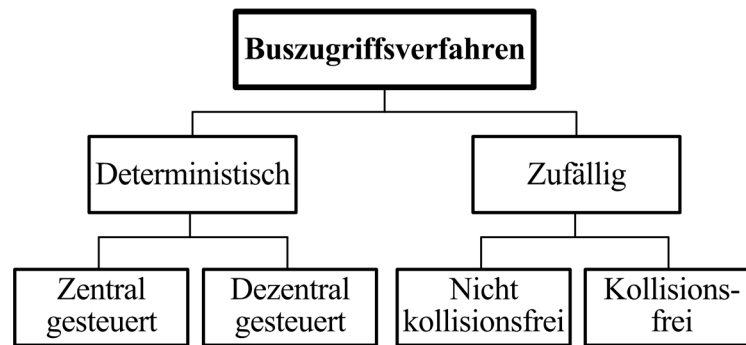 Buszugriffsverfahren
Deterministisch
Zufällig
Zentral
gesteuert
Dezentral
gesteuert
Nicht
kollisionsfrei
Kollisions-
frei